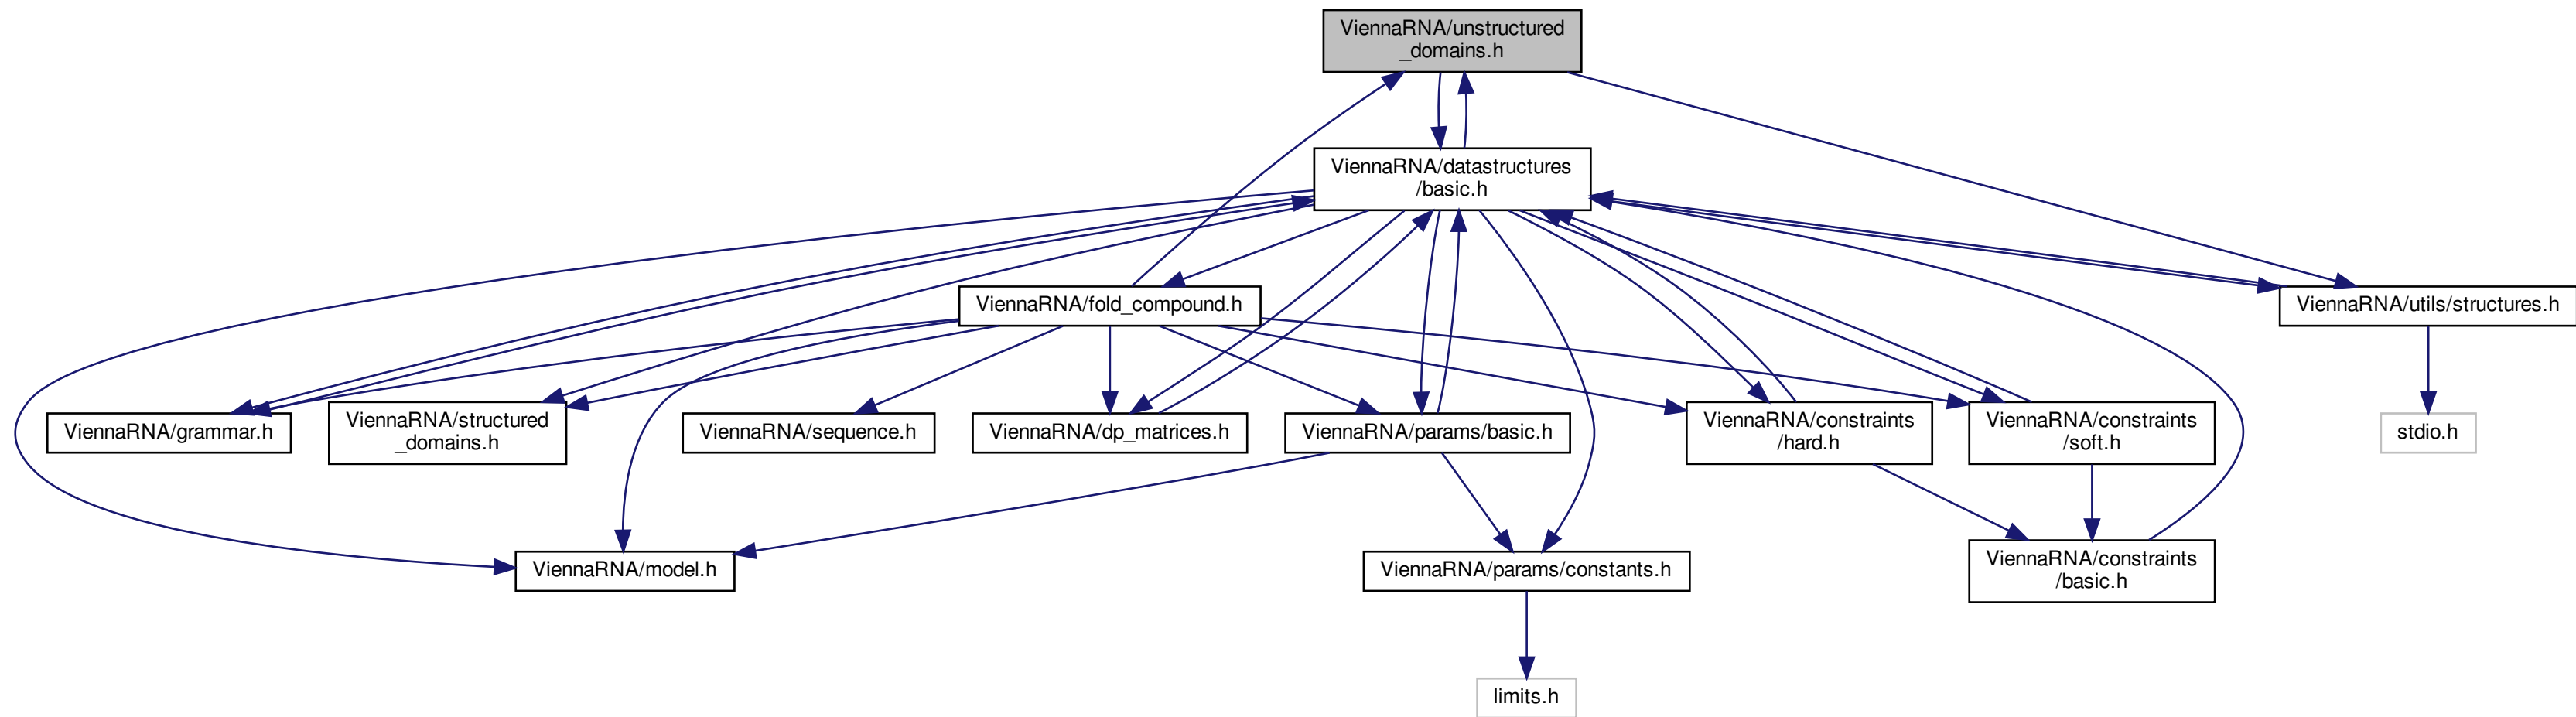 ViennaRNA/unstructured
_domains.h
ViennaRNA/datastructures
/basic.h
ViennaRNA/fold_compound.h
ViennaRNA/utils/structures.h
ViennaRNA/grammar.h
ViennaRNA/structured
_domains.h
ViennaRNA/sequence.h
ViennaRNA/dp_matrices.h
ViennaRNA/params/basic.h
ViennaRNA/constraints
/hard.h
ViennaRNA/constraints
/soft.h
stdio.h
ViennaRNA/model.h
ViennaRNA/params/constants.h
ViennaRNA/constraints
/basic.h
limits.h